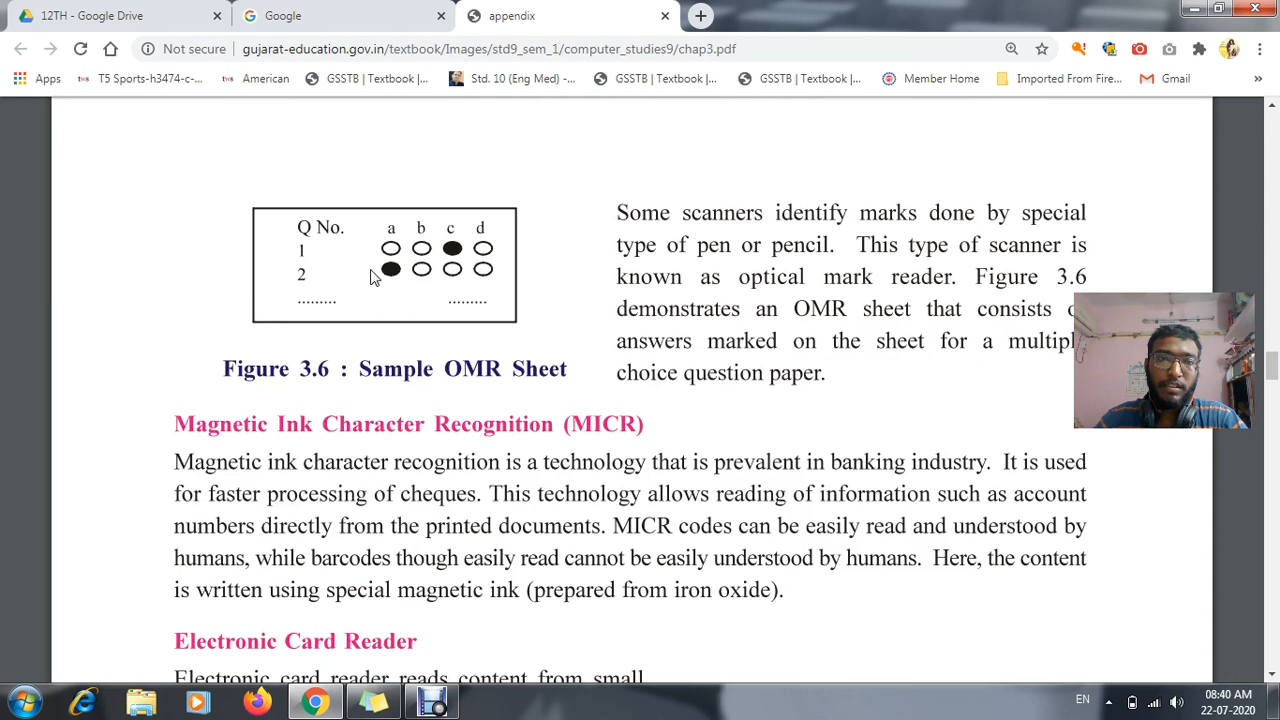 12TH - Google Drive
Google
appendix
Not secure
gujarat-education.gov.in/textbook/Images/std9_sem_1/computer_studies9/chap3.pdf
Apps
T5 Sports-h3474-c-...
American
GSSTB | Textbook |...
Std. 10 (Eng Med) -...
GSSTB | Textbook |...
GSSTB | Textbook |...
Member Home
Imported From Fire...
Gmail
»
Q No. a b c d
1
2
......... .........
Figure 3.6 : Sample OMR Sheet
Some scanners identify marks done by special
type of pen or pencil. This type of scanner is
known as optical mark reader. Figure 3.6
demonstrates an OMR sheet that consists
answers marked on the sheet for a multipl
choice question paper.
Magnetic Ink Character Recognition (MICR)
Magnetic ink character recognition is a technology that is prevalent in banking industry. It is used
for faster processing of cheques. This technology allows reading of information such as account
numbers directly from the printed documents. MICR codes can be easily read and understood by
humans, while barcodes though easily read cannot be easily understood by humans. Here, the content
is written using special magnetic ink (prepared from iron oxide).
Electronic Card Reader
Electronic card reader reads content from small
EN
08:40 AM
22-07-2020